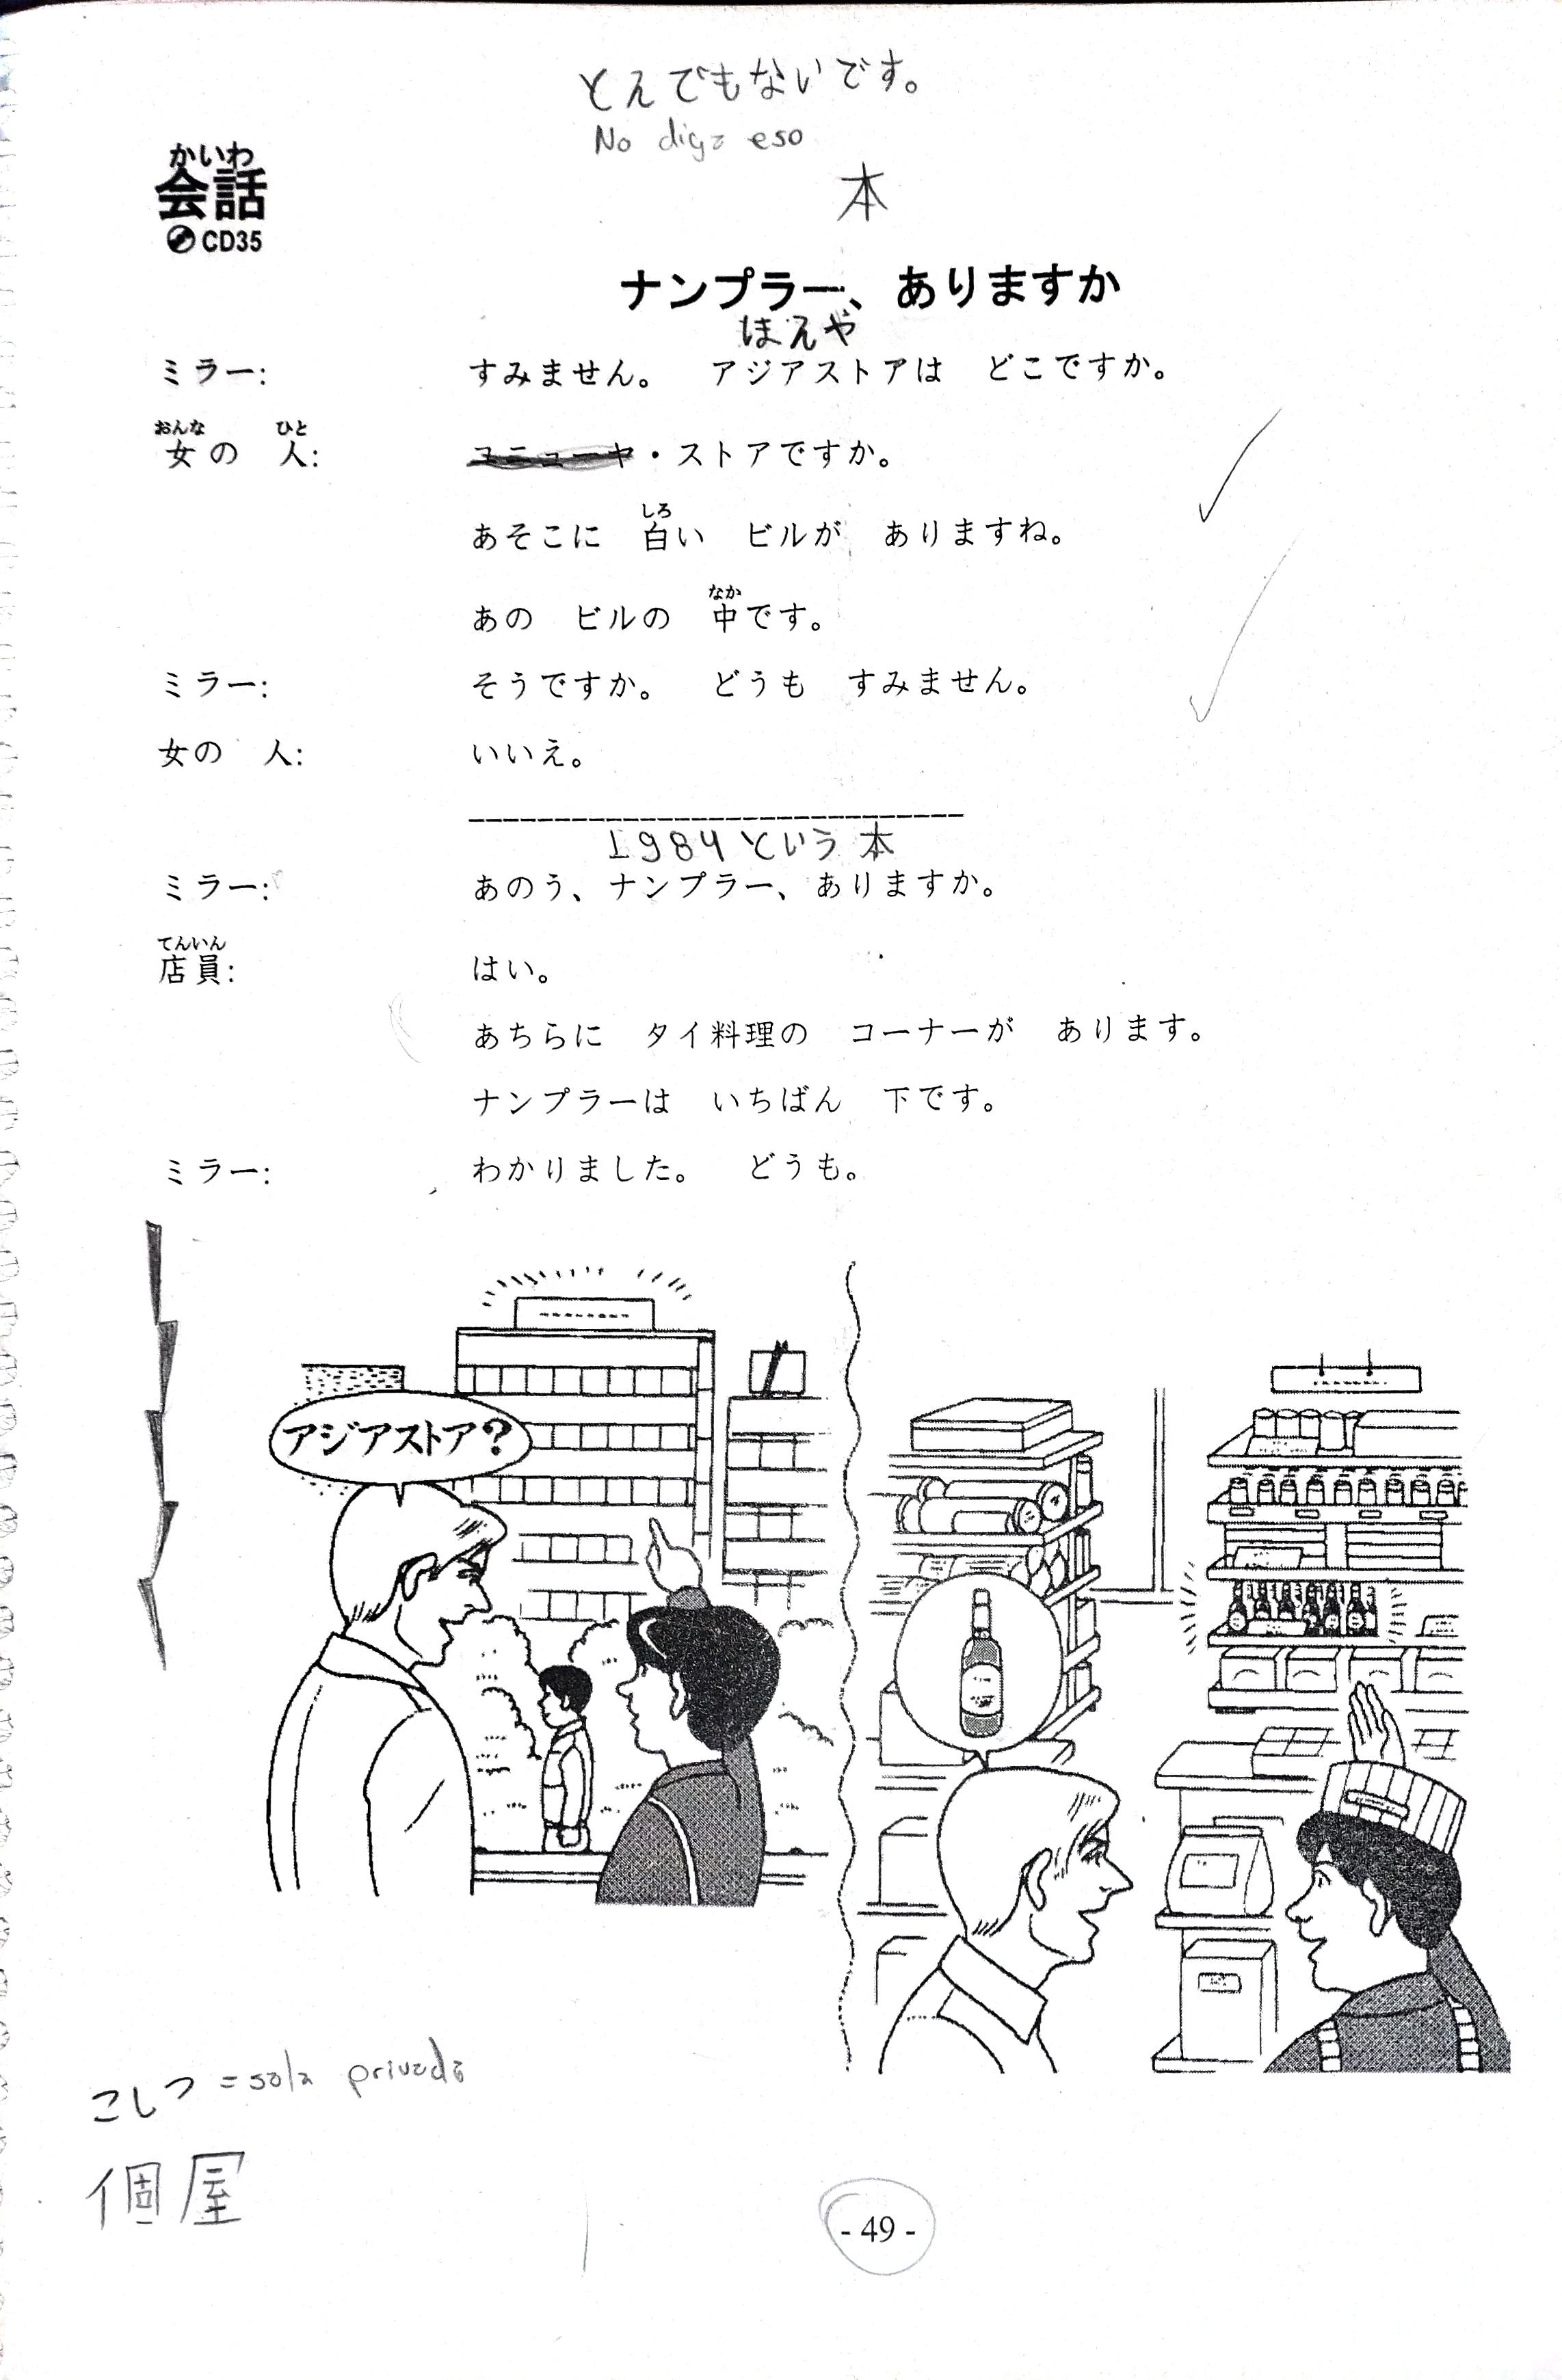 とんでもないです。
No diga eso
かいわ
会話
CD35
本
ナンプラー、ありますか
ほんや
ミラー: すみません。 アジアストアは どこですか。
おんな ひと
女の 人: ユニューヤ・ストアですか。
しろ
あそこに 白い ビルが ありますね。
なか
あの ビルの 中です。
ミラー: そうですか。 どうも すみません。
女の 人: いいえ。
1984という本
ミラー: あのう、ナンプラー、ありますか。
てんいん
店員: はい。
あちらに タイ料理の コーナーが あります。
ナンプラーは いちばん 下です。
ミラー: わかりました。 どうも。
アジアストア?
こしつ = sala privada
個屋
- 49 -